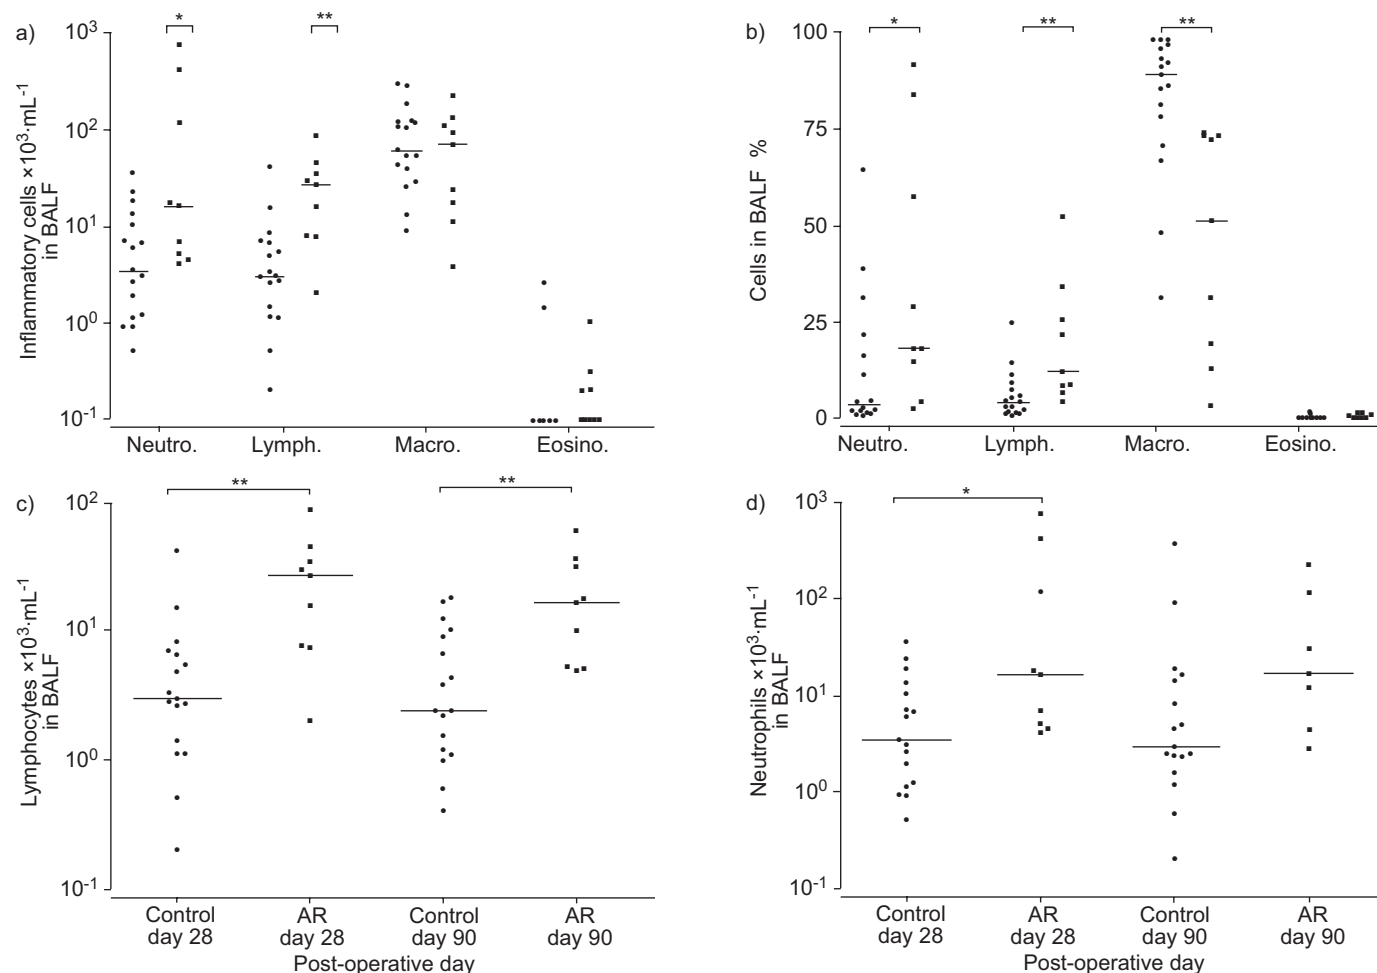 a)
Inflammatory cells ×10³·mL⁻¹
in BALF
10³
10²
10¹
10⁰
10⁻¹
*
**
Neutro. Lymph. Macro. Eosino.
b)
Cells in BALF %
100
75
50
25
0
*
**
**
Neutro. Lymph. Macro. Eosino.
c)
Lymphocytes ×10³·mL⁻¹
in BALF
10²
10¹
10⁰
10⁻¹
**
**
Control AR Control AR
day 28 day 28 day 90 day 90
Post-operative day
d)
Neutrophils ×10³·mL⁻¹
in BALF
10³
10²
10¹
10⁰
10⁻¹
*
Control AR Control AR
day 28 day 28 day 90 day 90
Post-operative day